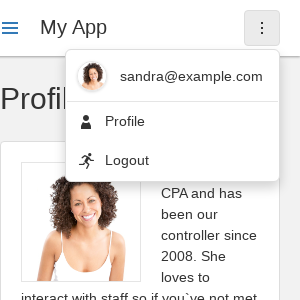 My App
sandra@example.com
Profil
Profile
Logout
CPA and has
been our
controller since
2008. She
loves to
interact with staff so if you`ve not met